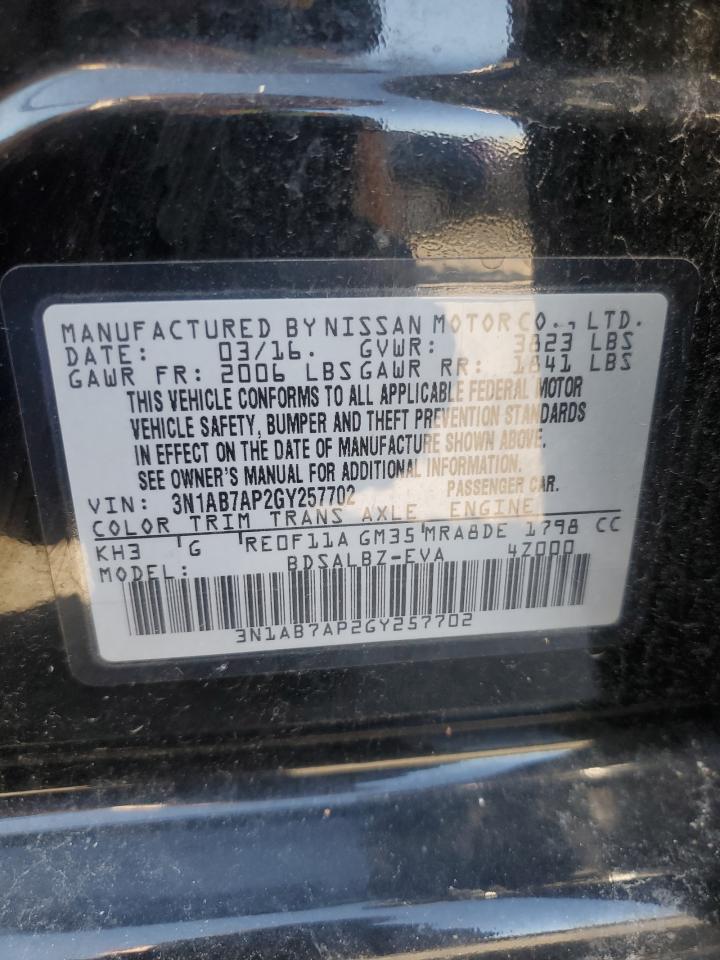 MANUFACTURED BY NISSAN MOTOR CO., LTD.
DATE: 03/16. GVWR: 3823 LBS
GAWR FR: 2006 LBS GAWR RR: 1841 LBS
THIS VEHICLE CONFORMS TO ALL APPLICABLE FEDERAL MOTOR
VEHICLE SAFETY, BUMPER AND THEFT PREVENTION STANDARDS
IN EFFECT ON THE DATE OF MANUFACTURE SHOWN ABOVE.
SEE OWNER'S MANUAL FOR ADDITIONAL INFORMATION.
VIN: 3N1AB7AP2GY257702 PASSENGER CAR.
COLOR TRIM TRANS AXLE ENGINE
KH3 G RE0F11A GM35 MRA8DE 1798 CC
MODEL: BDSALBZ-EVA 4Z000
3N1AB7AP2GY257702